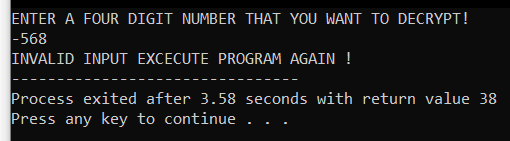 ENTER A FOUR DIGIT NUMBER THAT YOU WANT TO DECRYPT!
-568
INVALID INPUT EXCECUTE PROGRAM AGAIN !
--------------------------------
Process exited after 3.58 seconds with return value 38
Press any key to continue . . .